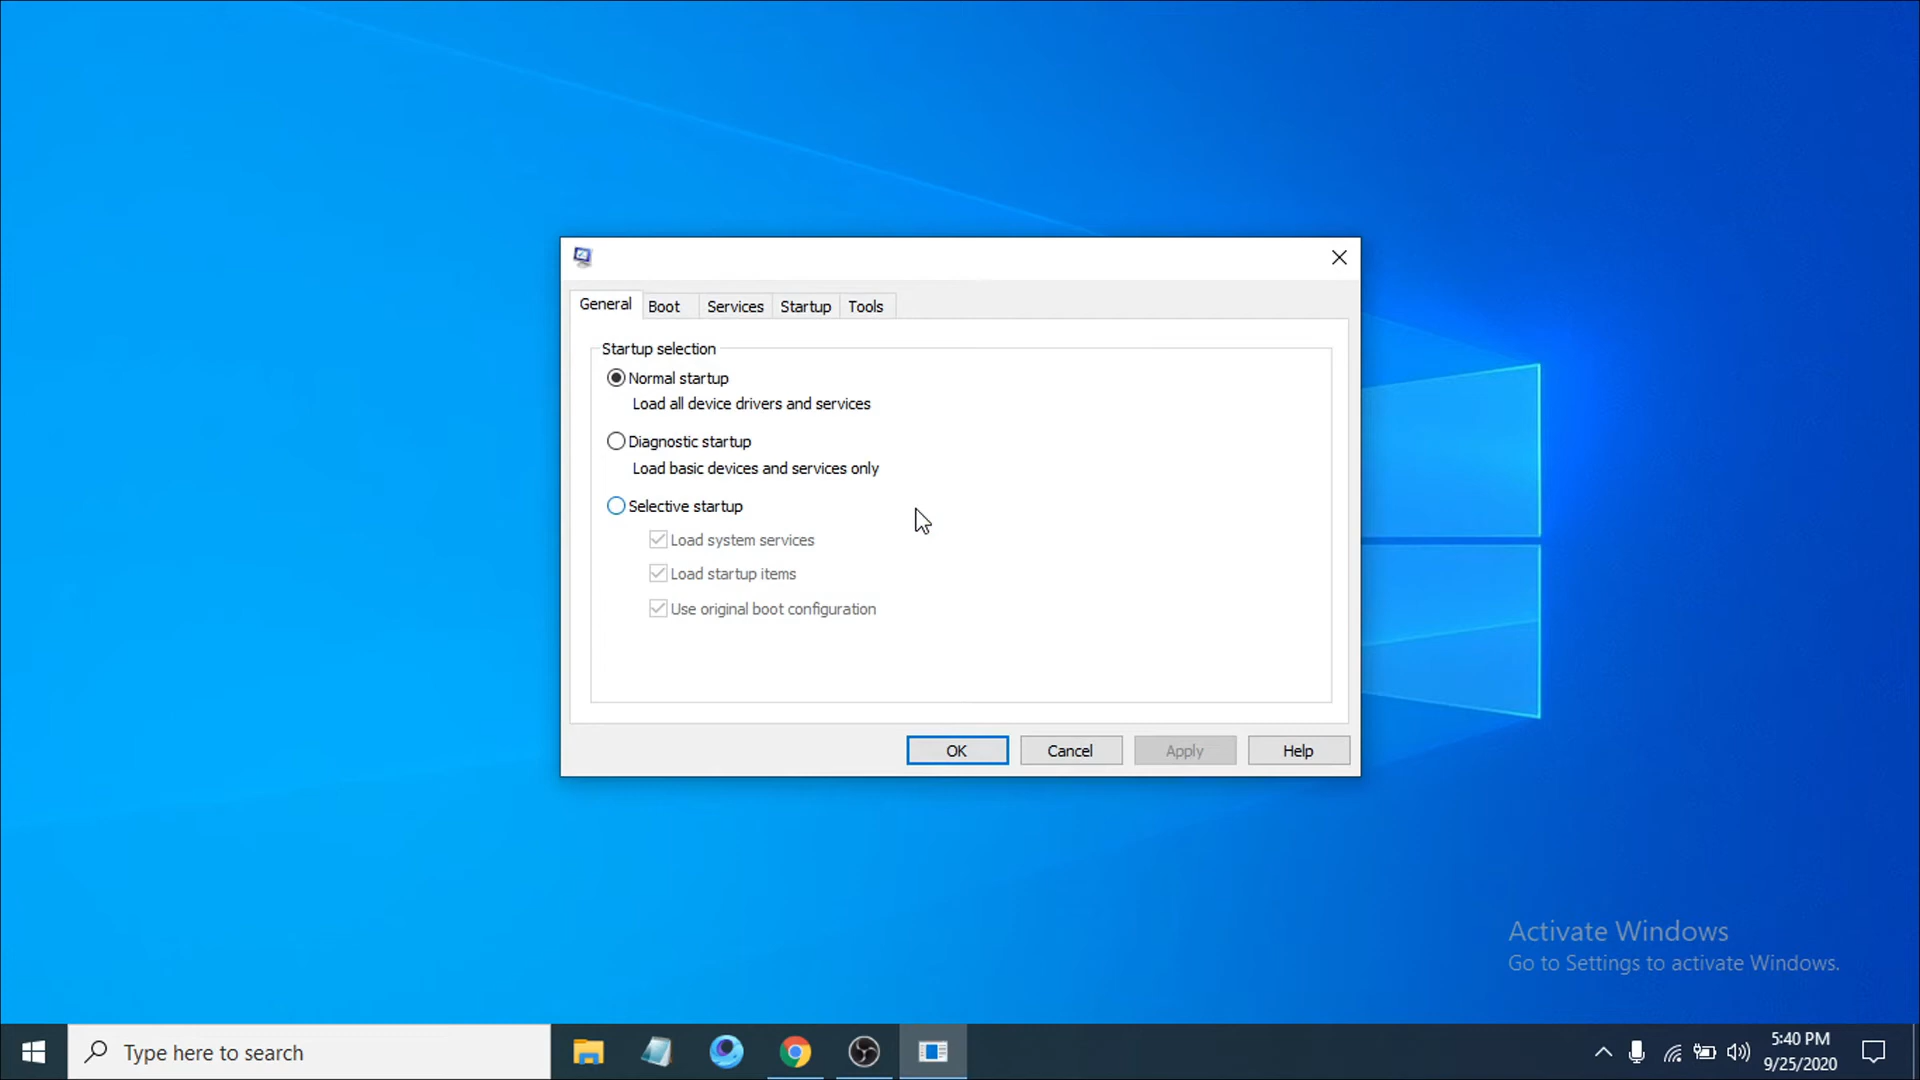 General Boot Services Startup Tools
Startup selection
Normal startup
Load all device drivers and services
Diagnostic startup
Load basic devices and services only
Selective startup
Load system services
Load startup items
Use original boot configuration
OK Cancel Apply Help
Activate Windows
Go to Settings to activate Windows.
Type here to search
5:40 PM
9/25/2020